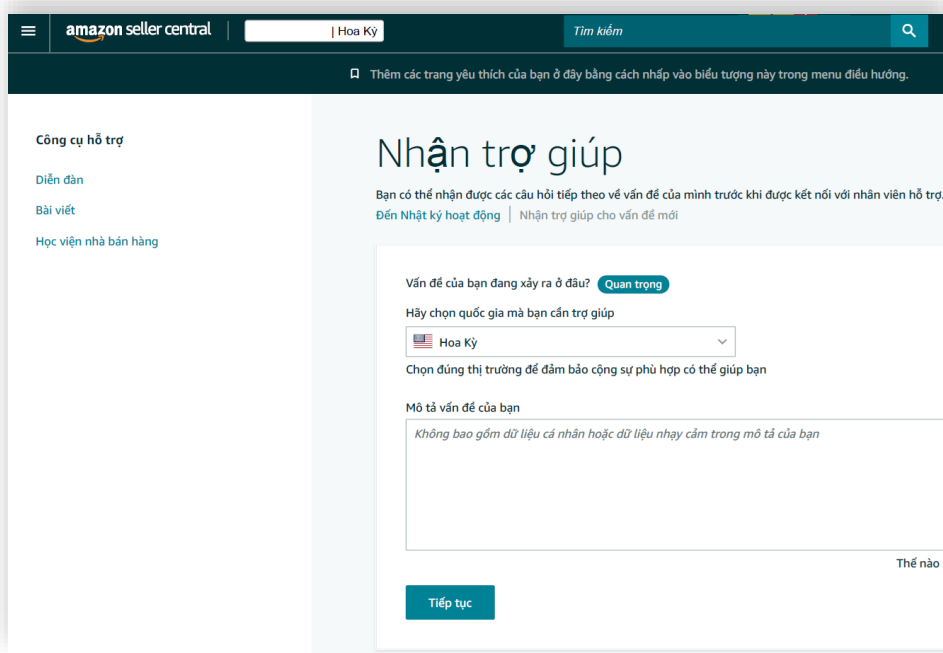 amazon seller central
| Hoa Kỳ
Tìm kiếm
Thêm các trang yêu thích của bạn ở đây bằng cách nhấp vào biểu tượng này trong menu điều hướng.
Công cụ hỗ trợ
Diễn đàn
Bài viết
Học viện nhà bán hàng
Nhận trợ giúp
Bạn có thể nhận được các câu hỏi tiếp theo về vấn đề của mình trước khi được kết nối với nhân viên hỗ trợ.
Đến Nhật ký hoạt động | Nhận trợ giúp cho vấn đề mới
Vấn đề của bạn đang xảy ra ở đâu? Quan trọng
Hãy chọn quốc gia mà bạn cần trợ giúp
Hoa Kỳ
Chọn đúng thị trường để đảm bảo cộng sự phù hợp có thể giúp bạn
Mô tả vấn đề của bạn
Không bao gồm dữ liệu cá nhân hoặc dữ liệu nhạy cảm trong mô tả của bạn
Thế nào
Tiếp tục